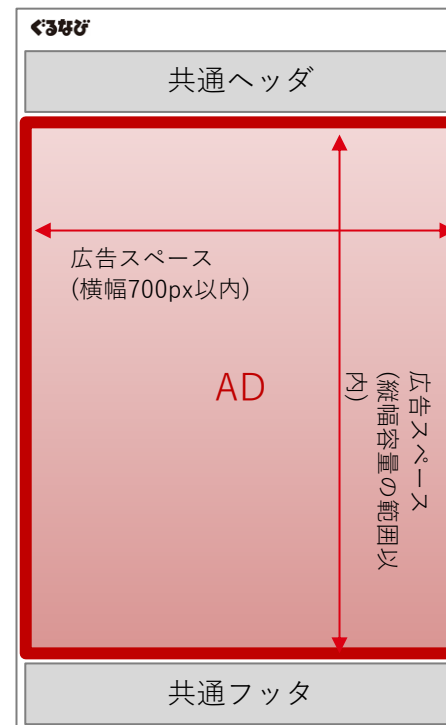 ぐるなび
共通ヘッダ
広告スペース
(横幅700px以内)
AD
広告スペース
(縦幅容量の範囲以
内)
共通フッタ